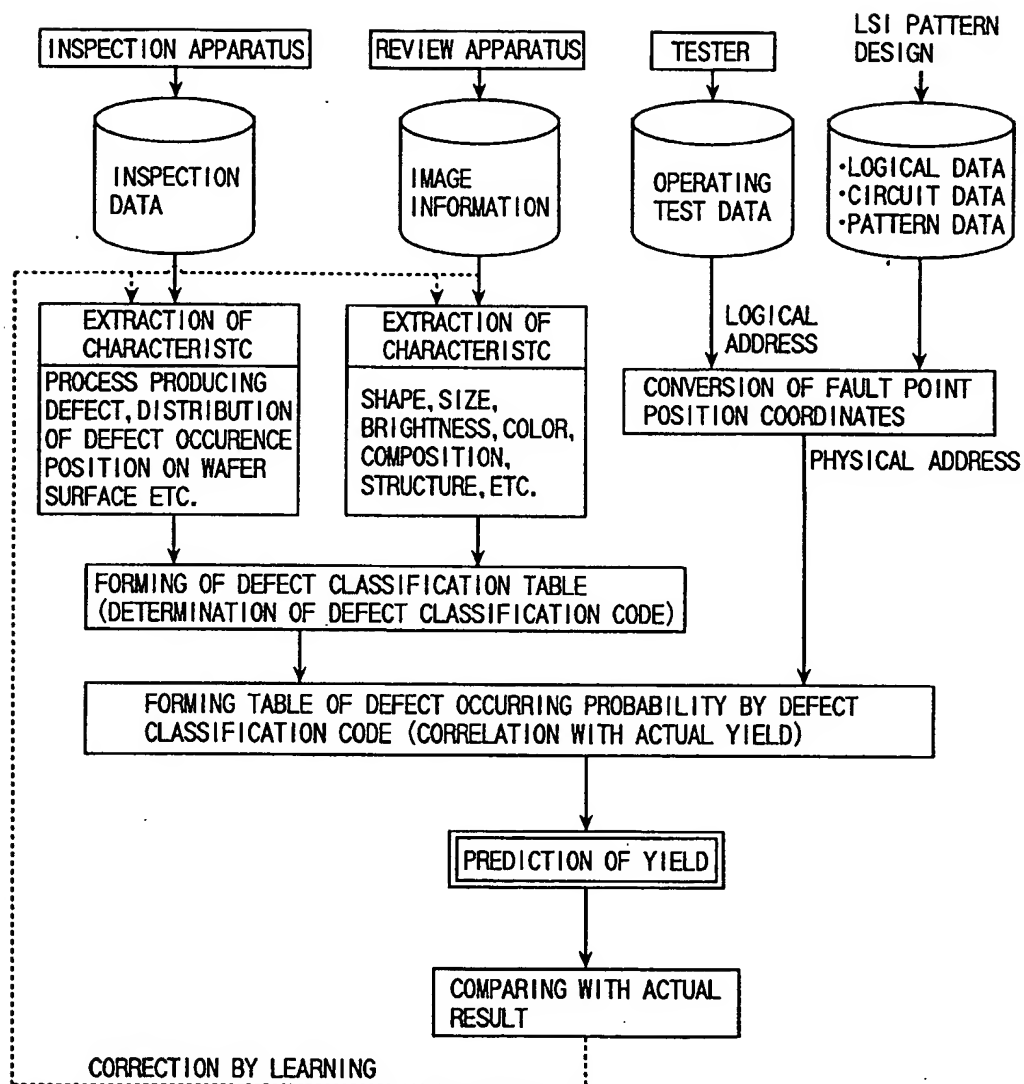 INSPECTION APPARATUS
REVIEW APPARATUS
TESTER
LSI PATTERN
DESIGN
INSPECTION
DATA
IMAGE
INFORMATION
OPERATING
TEST DATA
•LOGICAL DATA
•CIRCUIT DATA
•PATTERN DATA
EXTRACTION OF
CHARACTERISTC
PROCESS PRODUCING
DEFECT, DISTRIBUTION
OF DEFECT OCCURENCE
POSITION ON WAFER
SURFACE ETC.
EXTRACTION OF
CHARACTERISTC
SHAPE, SIZE,
BRIGHTNESS, COLOR,
COMPOSITION,
STRUCTURE, ETC.
LOGICAL
ADDRESS
CONVERSION OF FAULT POINT
POSITION COORDINATES
PHYSICAL ADDRESS
FORMING OF DEFECT CLASSIFICATION TABLE
(DETERMINATION OF DEFECT CLASSIFICATION CODE)
FORMING TABLE OF DEFECT OCCURRING PROBABILITY BY DEFECT
CLASSIFICATION CODE (CORRELATION WITH ACTUAL YIELD)
PREDICTION OF YIELD
COMPARING WITH ACTUAL
RESULT
CORRECTION BY LEARNING